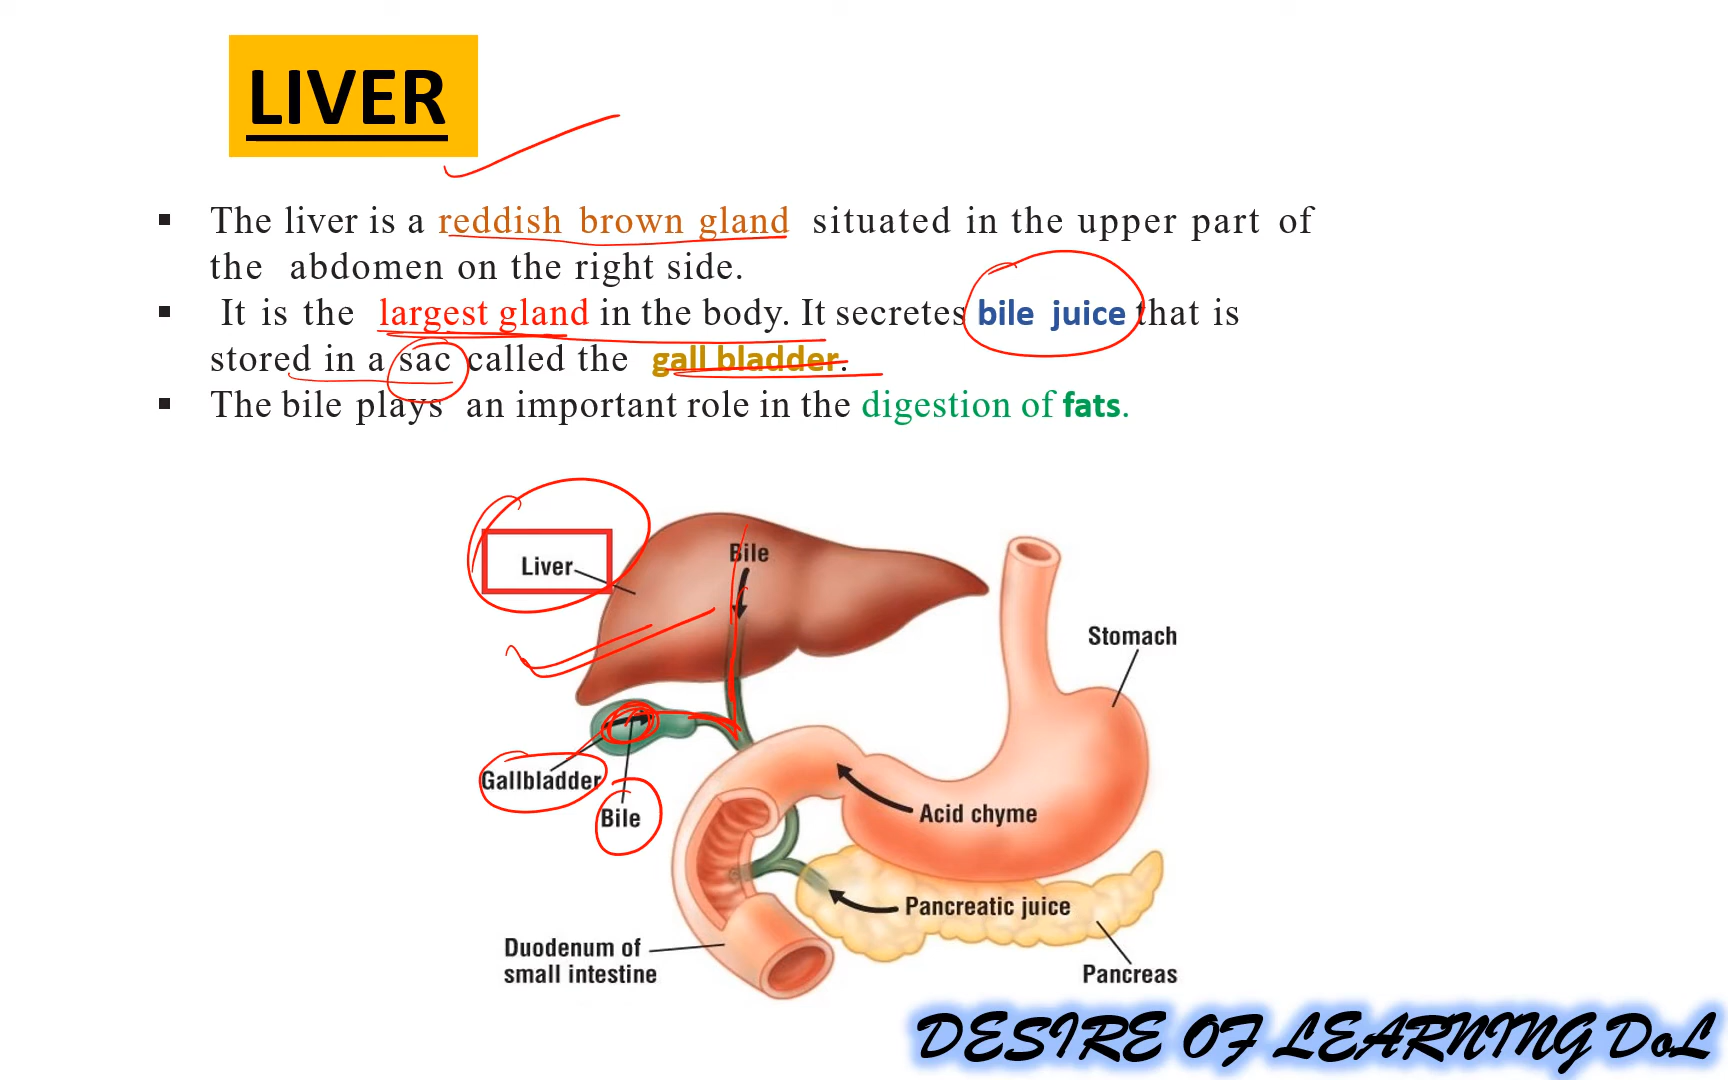 LIVER
▪ The liver is a reddish brown gland situated in the upper part of
the abdomen on the right side.
▪ It is the largest gland in the body. It secretes bile juice that is
stored in a sac called the gall bladder.
▪ The bile plays an important role in the digestion of fats.
Bile
Liver
Stomach
Gallbladder
Bile
Acid chyme
Pancreatic juice
Duodenum of
small intestine
Pancreas
DESIRE OF LEARNING DoL